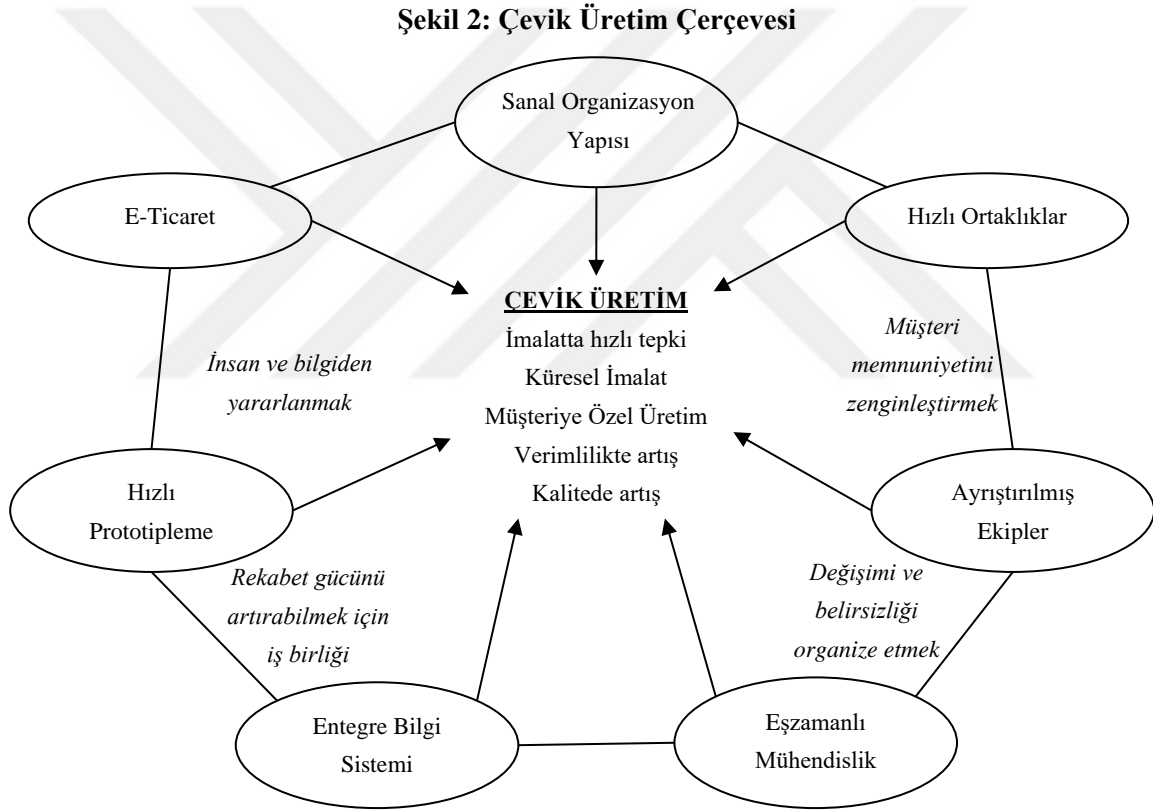 Şekil 2: Çevik Üretim Çerçevesi
Sanal Organizasyon
Yapısı
E-Ticaret
Hızlı Ortaklıklar
ÇEVİK ÜRETİM
İmalatta hızlı tepki
Küresel İmalat
Müşteriye Özel Üretim
Verimlilikte artış
Kalitede artış
İnsan ve bilgiden
yararlanmak
Müşteri
memnuniyetini
zenginleştirmek
Hızlı
Prototipleme
Ayrıştırılmış
Ekipler
Rekabet gücünü
artırabilmek için
iş birliği
Değişimi ve
belirsizliği
organize etmek
Entegre Bilgi
Sistemi
Eşzamanlı
Mühendislik